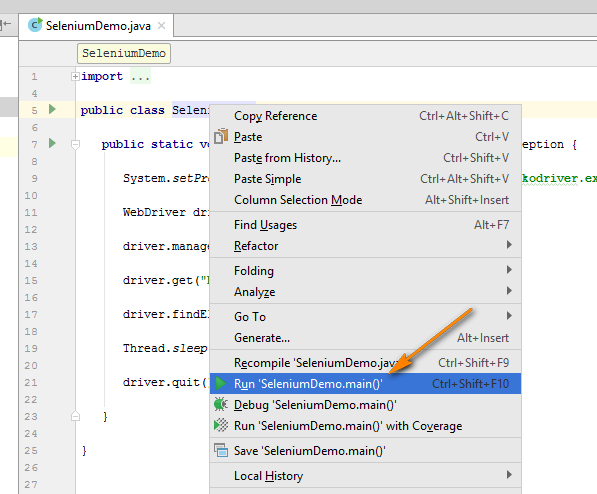 SeleniumDemo.java
SeleniumDemo
1 import ...
4
5 public class Seleni
6
7 public static vo eption {
8
9 System.setPro kodriver.ex
10
11 WebDriver dri
12
13 driver.manage
14
15 driver.get("
16
17 driver.findEl
18
19 Thread.sleep
20
21 driver.quit(
22
23 }
24
25 }
26
27
Copy Reference Ctrl+Alt+Shift+C
Paste Ctrl+V
Paste from History... Ctrl+Shift+V
Paste Simple Ctrl+Alt+Shift+V
Column Selection Mode Alt+Shift+Insert
Find Usages Alt+F7
Refactor
Folding
Analyze
Go To
Generate... Alt+Insert
Recompile 'SeleniumDemo.java' Ctrl+Shift+F9
Run 'SeleniumDemo.main()' Ctrl+Shift+F10
Debug 'SeleniumDemo.main()'
Run 'SeleniumDemo.main()' with Coverage
Save 'SeleniumDemo.main()'
Local History